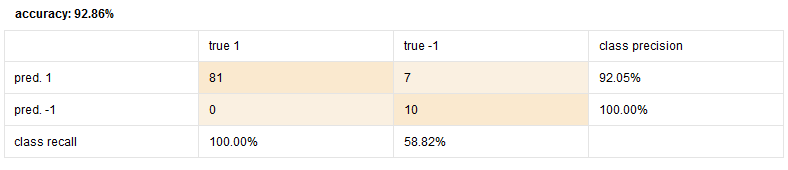 accuracy: 92.86%
true 1 true -1 class precision
pred. 1 81 7 92.05%
pred. -1 0 10 100.00%
class recall 100.00% 58.82%